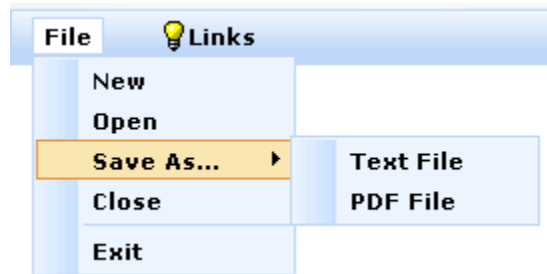 File Links
New
Open
Save As...
Text File
Close
PDF File
Exit